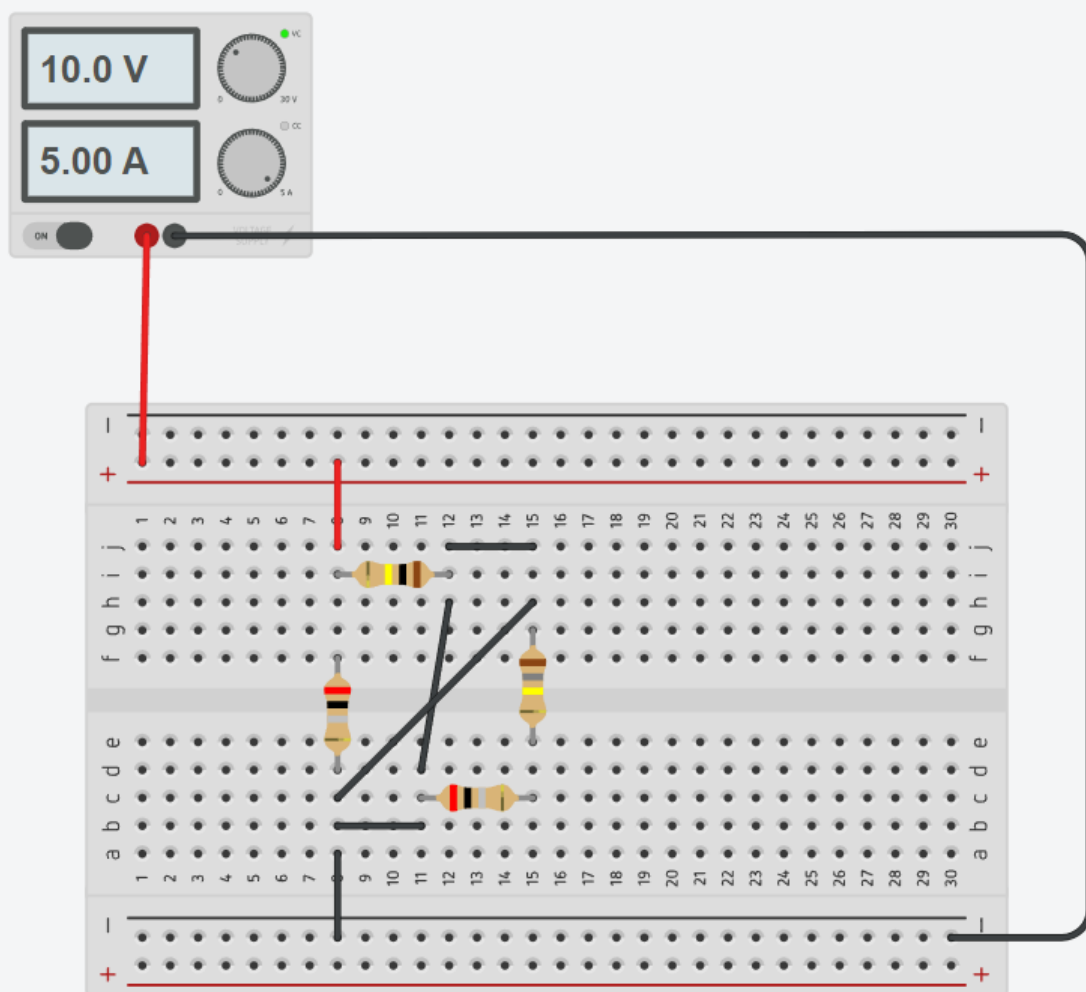 10.0 V
VC
0
30 V
5.00 A
CC
0
5 A
ON
VOLTAGE
SUPPLY
− −
+ +
1 2 3 4 5 6 7 8 9 10 11 12 13 14 15 16 17 18 19 20 21 22 23 24 25 26 27 28 29 30
j j
i i
h h
g g
f f
e e
d d
c c
b b
a a
1 2 3 4 5 6 7 8 9 10 11 12 13 14 15 16 17 18 19 20 21 22 23 24 25 26 27 28 29 30
− −
+ +